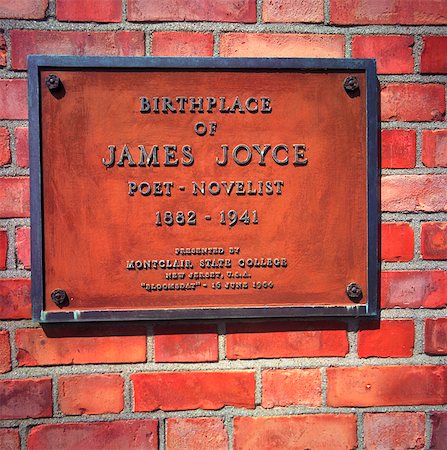 BIRTHPLACE
OF
JAMES JOYCE
POET - NOVELIST
1882 - 1941
PRESENTED BY
MONTCLAIR STATE COLLEGE
NEW JERSEY, U.S.A.
"BLOOMSDAY" - 16 JUNE 1964